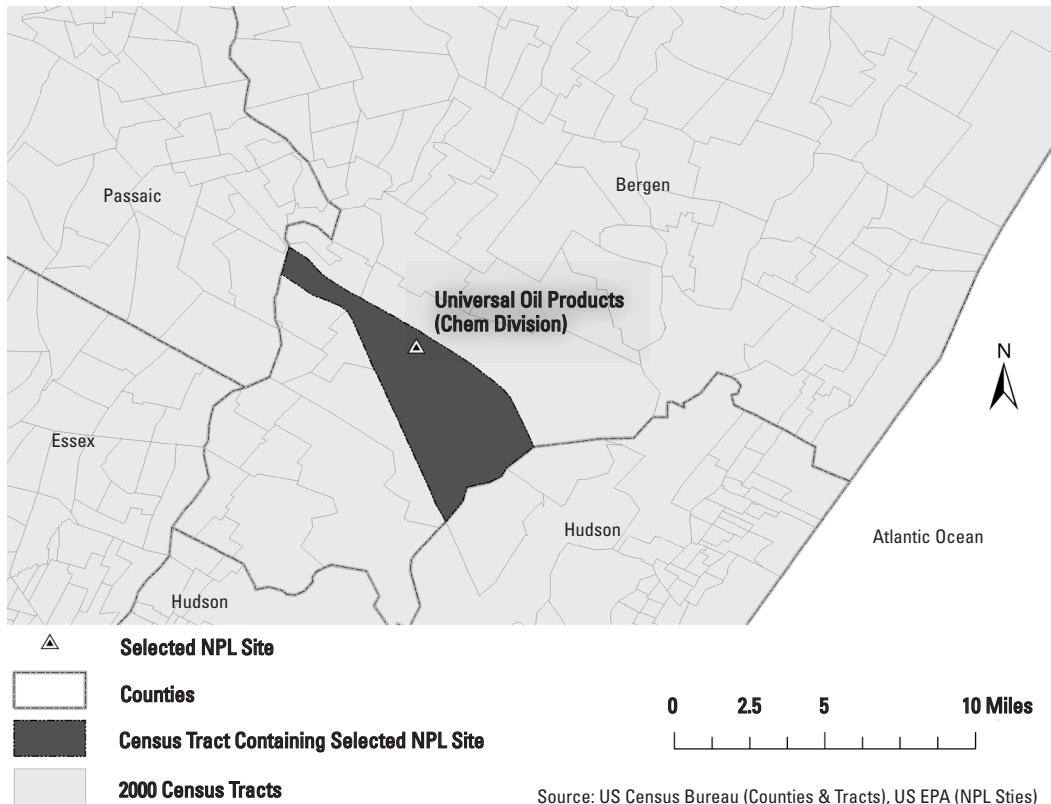 Passaic
Bergen
Universal Oil Products
(Chem Division)
N
Essex
Hudson
Atlantic Ocean
Hudson
Selected NPL Site
Counties
Census Tract Containing Selected NPL Site
2000 Census Tracts
0 2.5 5 10 Miles
Source: US Census Bureau (Counties & Tracts), US EPA (NPL Sties)